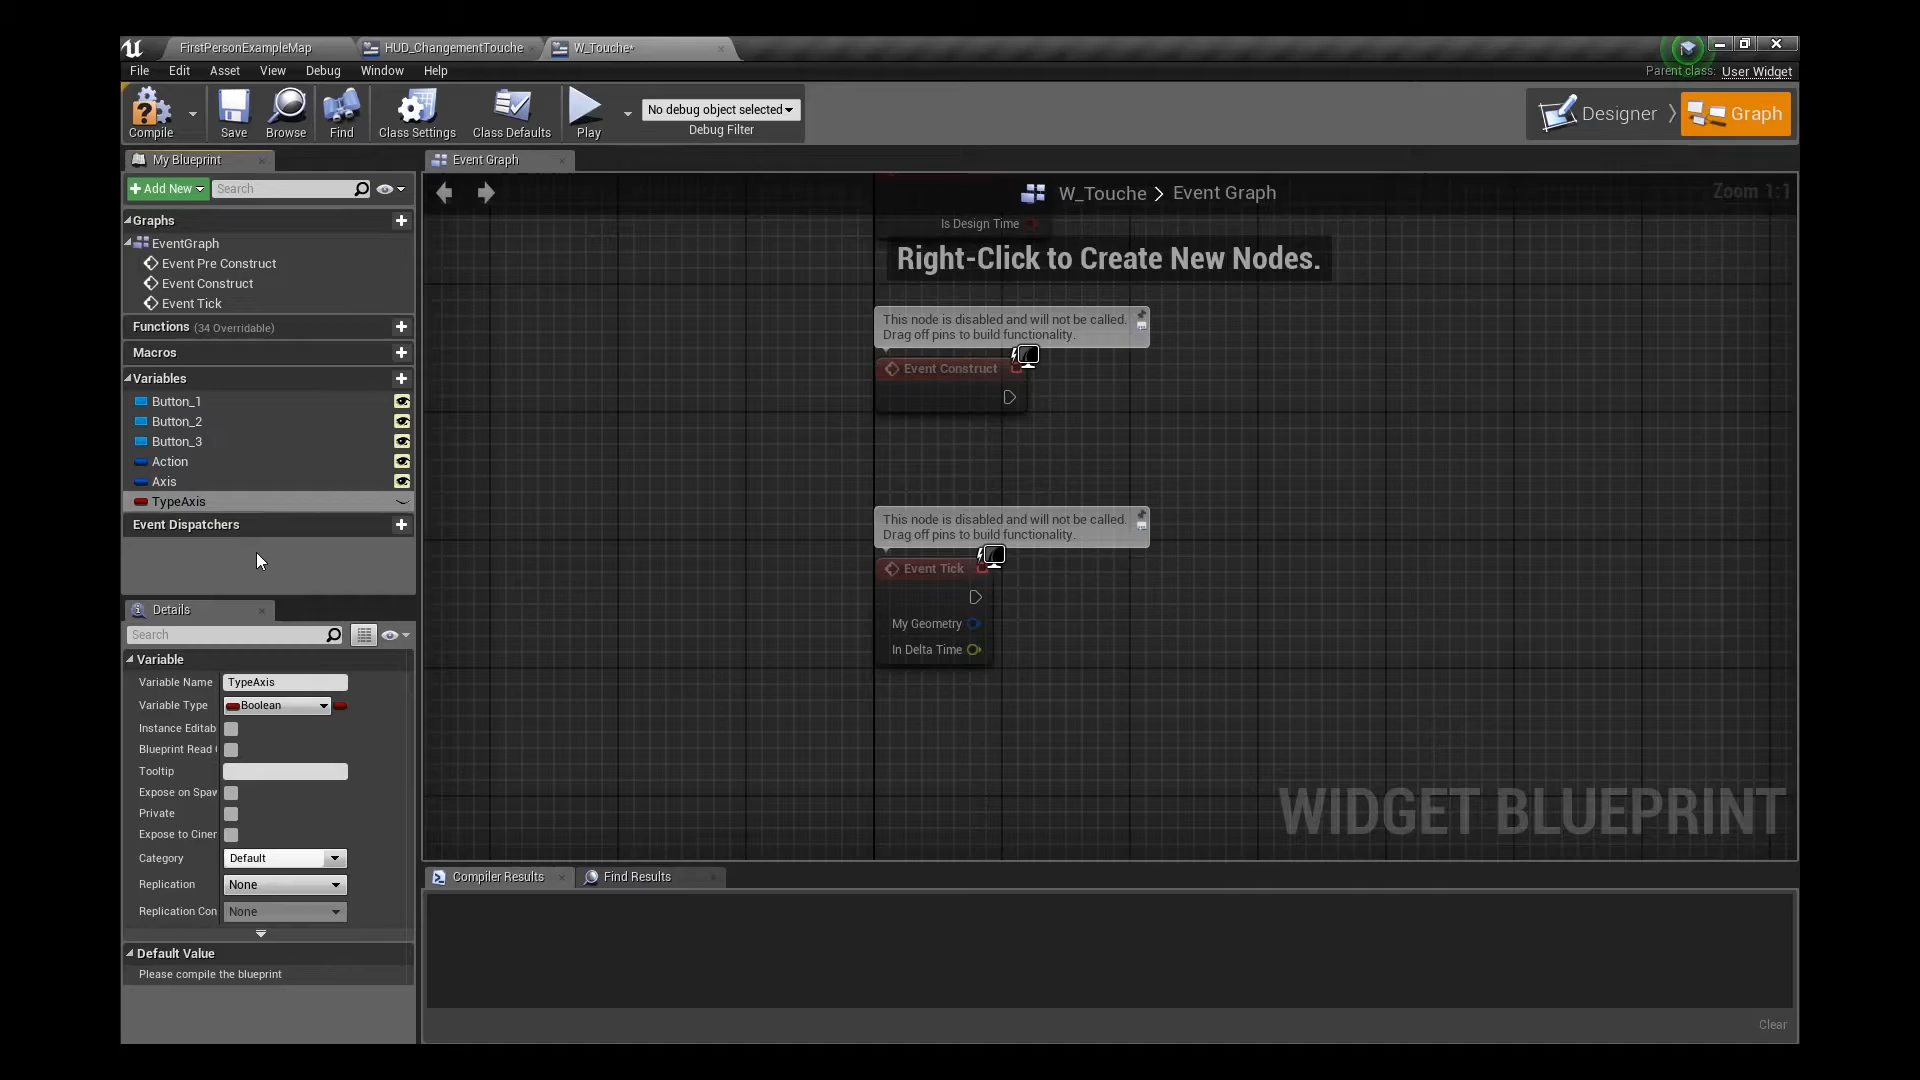 FirstPersonExampleMap
HUD_ChangementTouche
W_Touche*
File Edit Asset View Debug Window Help
Parent class: User Widget
Compile
Save
Browse
Find
Class Settings
Class Defaults
Play
No debug object selected
Debug Filter
Designer
Graph
My Blueprint
Add New
Search
Graphs
EventGraph
Event Pre Construct
Event Construct
Event Tick
Functions (34 Overridable)
Macros
Variables
Button_1
Button_2
Button_3
Action
Axis
TypeAxis
Event Dispatchers
Details
Search
Variable
Variable Name TypeAxis
Variable Type Boolean
Instance Editab
Blueprint Read
Tooltip
Expose on Spaw
Private
Expose to Ciner
Category Default
Replication None
Replication Con None
Default Value
Please compile the blueprint
Event Graph
W_Touche > Event Graph
Zoom 1:1
Is Design Time
Right-Click to Create New Nodes.
This node is disabled and will not be called.
Drag off pins to build functionality.
Event Construct
This node is disabled and will not be called.
Drag off pins to build functionality.
Event Tick
My Geometry
In Delta Time
WIDGET BLUEPRINT
Compiler Results
Find Results
Clear